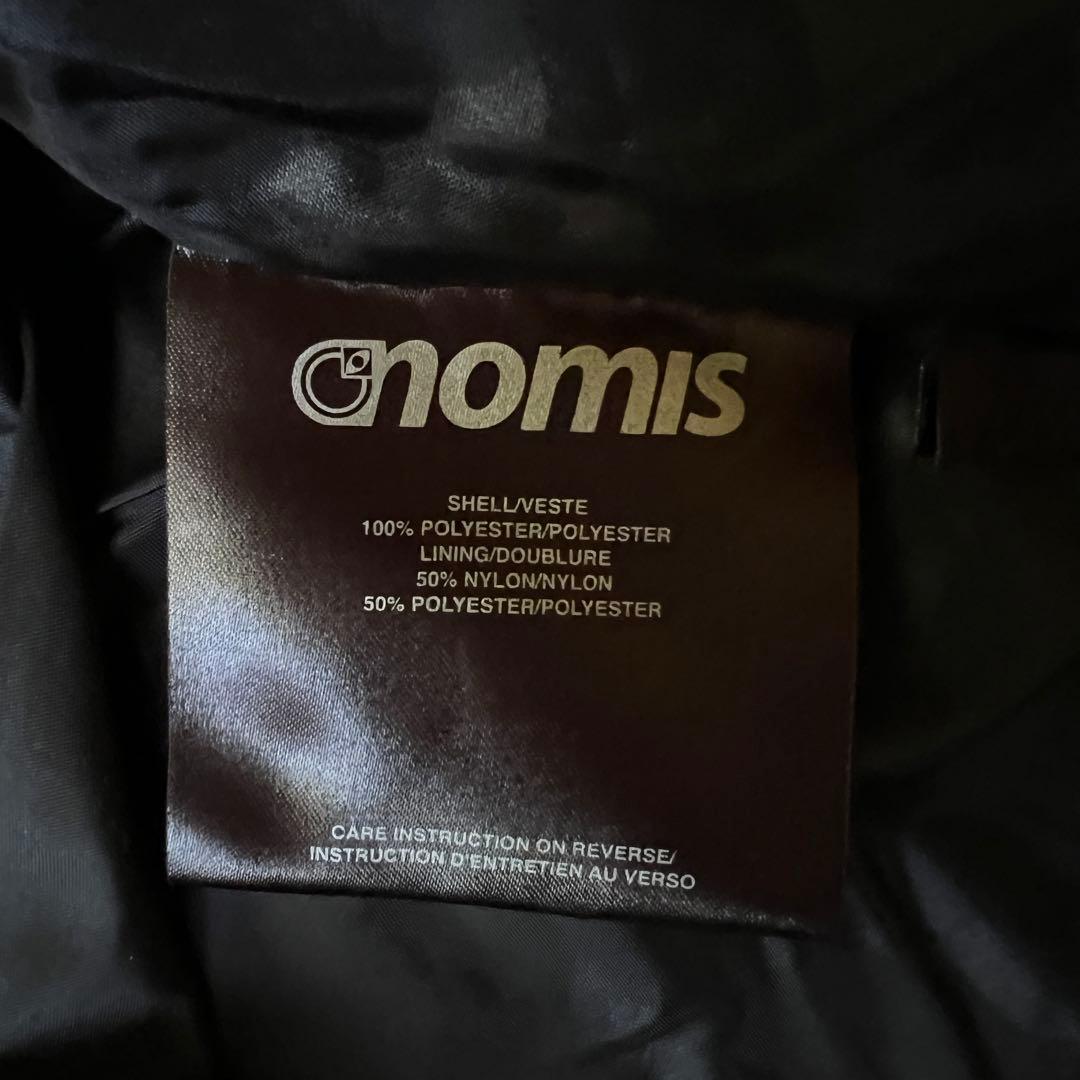 nomis
SHELL/VESTE
100% POLYESTER/POLYESTER
LINING/DOUBLURE
50% NYLON/NYLON
50% POLYESTER/POLYESTER
CARE INSTRUCTION ON REVERSE/
INSTRUCTION D'ENTRETIEN AU VERSO